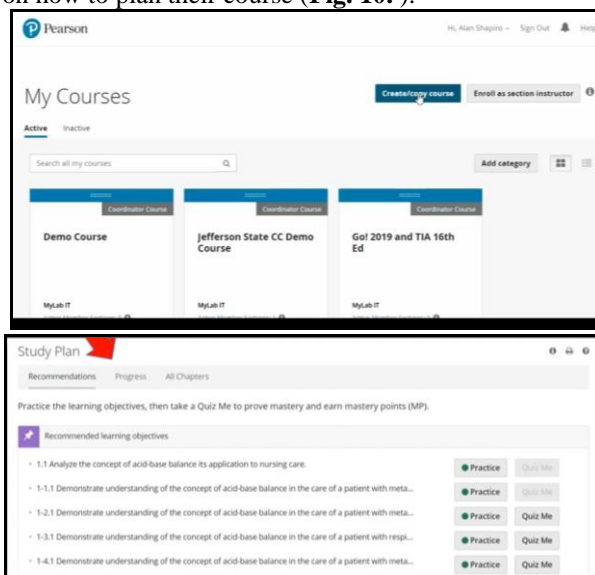 on how to plan their course (Fig. 10. ).
Pearson
Hi, Alan Shapiro
Sign Out
Help
My Courses
Create/copy course
Enroll as section instructor
Active
Inactive
Search all my courses
Add category
Coordinator Course
Coordinator Course
Coordinator Course
Demo Course
Jefferson State CC Demo
Course
Go! 2019 and TIA 16th
Ed
MyLab IT
MyLab IT
MyLab IT
Study Plan
Recommendations
Progress
All Chapters
Practice the learning objectives, then take a Quiz Me to prove mastery and earn mastery points (MP).
Recommended learning objectives
• 1.1 Analyze the concept of acid-base balance its application to nursing care.
Practice
Quiz Me
• 1-1.1 Demonstrate understanding of the concept of acid-base balance in the care of a patient with meta...
Practice
Quiz Me
• 1-2.1 Demonstrate understanding of the concept of acid-base balance in the care of a patient with meta...
Practice
Quiz Me
• 1-3.1 Demonstrate understanding of the concept of acid-base balance in the care of a patient with respi...
Practice
Quiz Me
• 1-4.1 Demonstrate understanding of the concept of acid-base balance in the care of a patient with meta...
Practice
Quiz Me